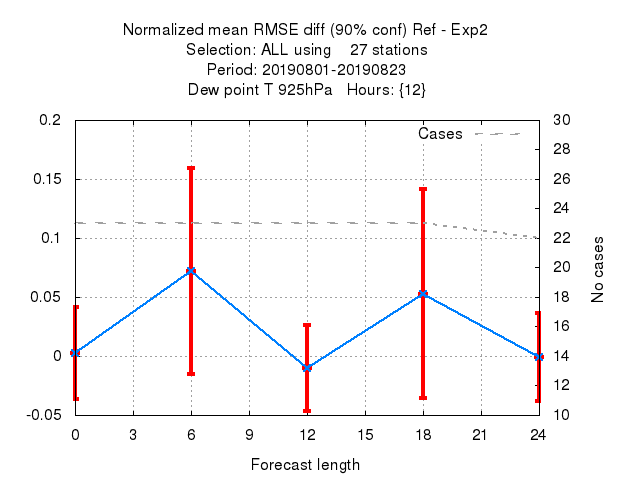 Normalized mean RMSE diff (90% conf) Ref - Exp2
Selection: ALL using    27 stations
Period: 20190801-20190823
Dew point T 925hPa   Hours: {12}
Cases
0.2
0.15
0.1
0.05
0
-0.05
30
28
26
24
22
20
18
16
14
12
10
No cases
0 3 6 9 12 15 18 21 24
Forecast length